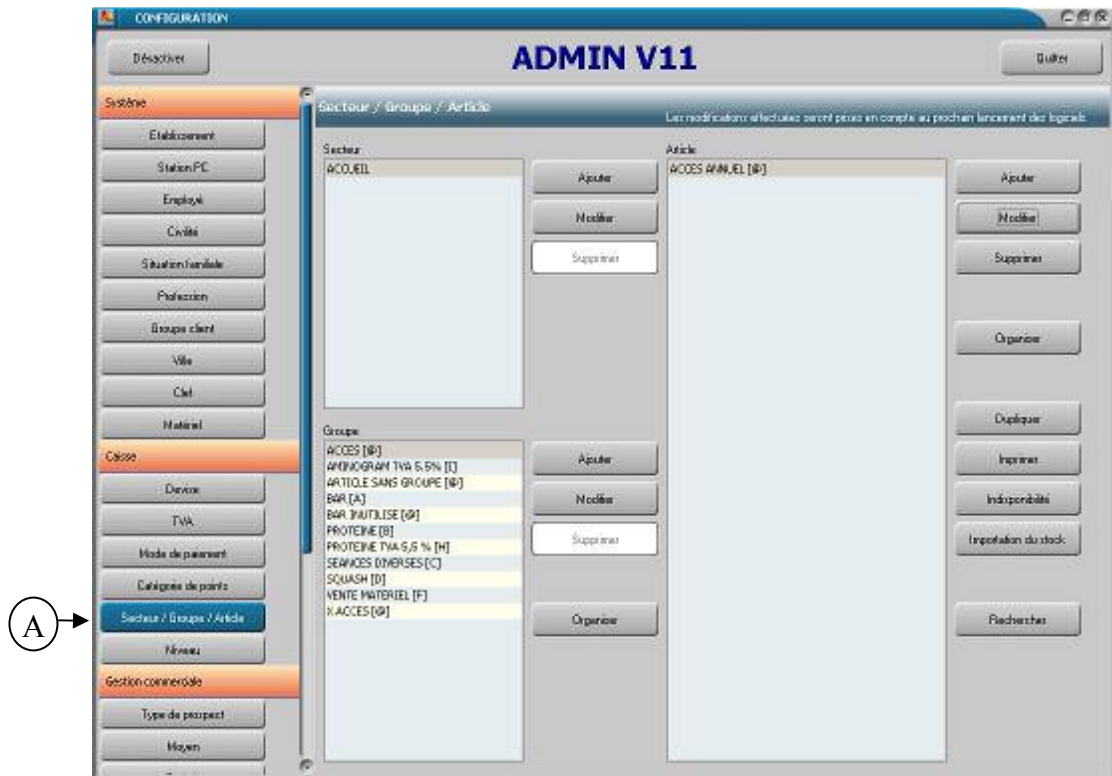 CONFIGURATION
Désactiver
ADMIN V11
Quitter
Système
Etablissement
Station PC
Employé
Civilité
Situation familiale
Profession
Groupe client
Ville
Clef
Matériel
Caisse
Devise
TVA
Mode de paiement
Catégorie de points
Secteur / Groupe / Article
Niveau
Gestion commerciale
Type de prospect
Moyen
A
Secteur / Groupe / Article
Les modifications effectuées seront prises en compte au prochain lancement des logiciels
Secteur
ACCUEIL
Ajouter
Modifier
Supprimer
Groupe
ACCES [@]
AMINOGRAM TVA 5.5% [I]
ARTICLE SANS GROUPE [@]
BAR [A]
BAR INUTILISE [@]
PROTEINE [B]
PROTEINE TVA 5,5 % [H]
SEANCES DIVERSES [C]
SQUASH [D]
VENTE MATERIEL [F]
X ACCES [@]
Ajouter
Modifier
Supprimer
Organiser
Article
ACCES ANNUEL [@]
Ajouter
Modifier
Supprimer
Organiser
Dupliquer
Imprimer
Indisponibilité
Importation du stock
Rechercher